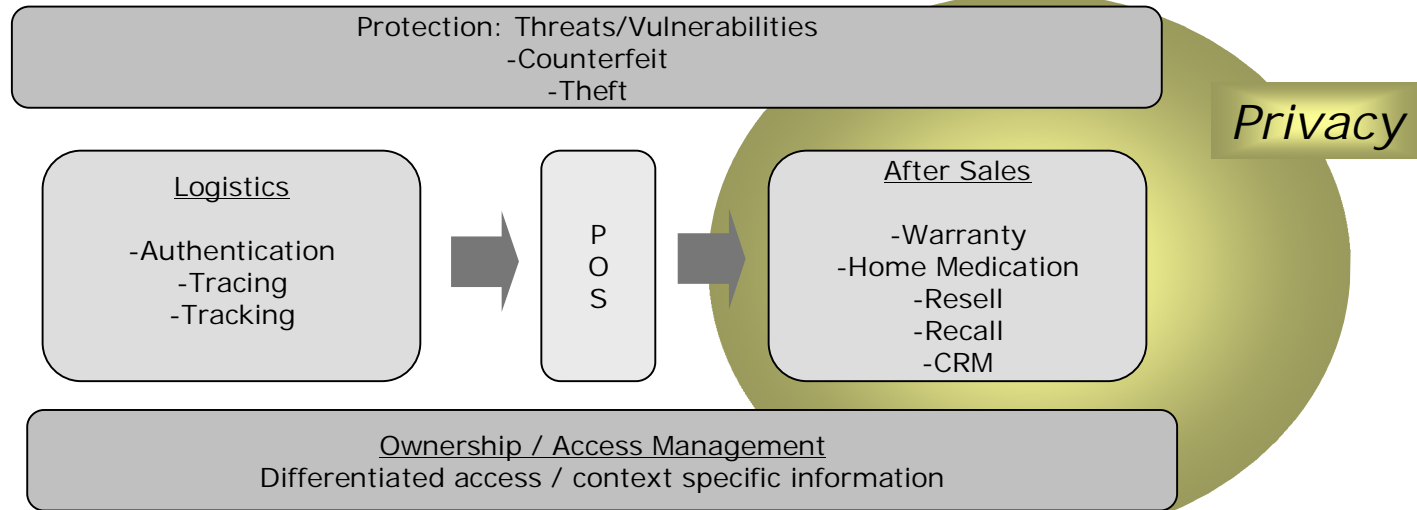 Protection: Threats/Vulnerabilities
-Counterfeit
-Theft
Privacy
Logistics
-Authentication
-Tracing
-Tracking
P
O
S
After Sales
-Warranty
-Home Medication
-Resell
-Recall
-CRM
Ownership / Access Management
Differentiated access / context specific information